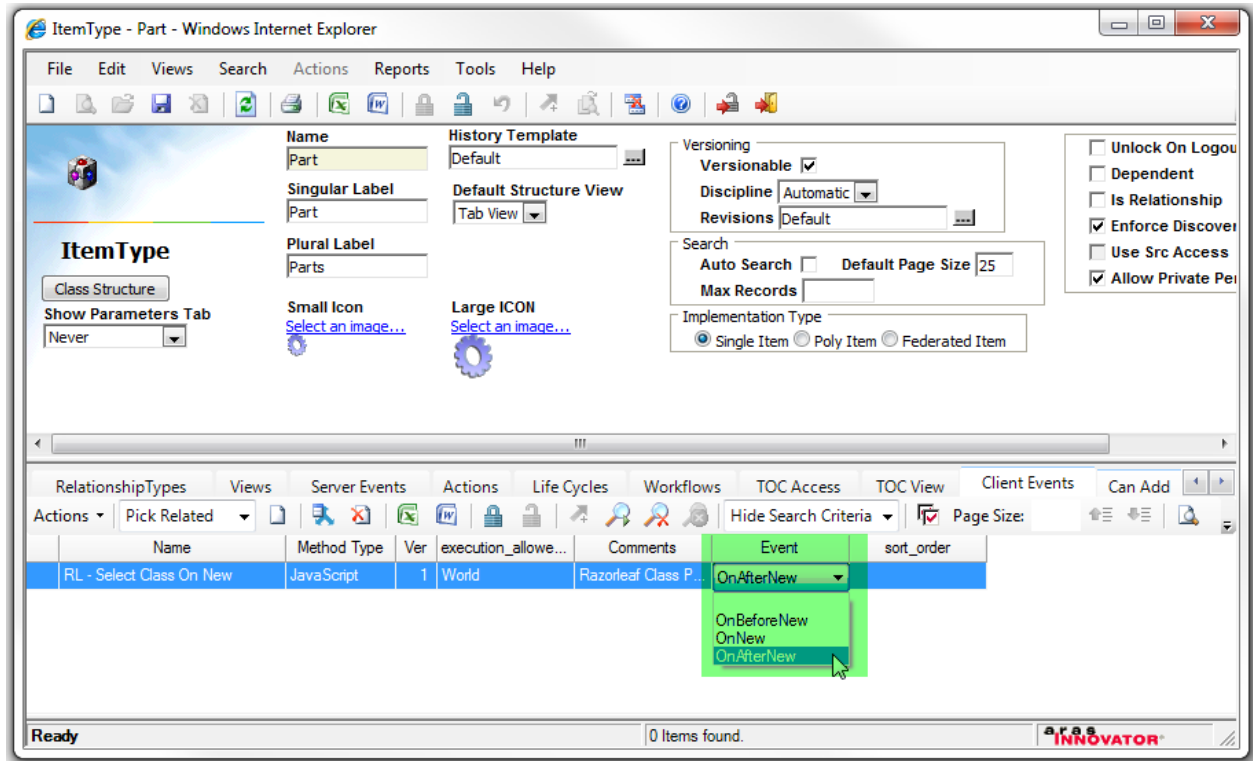 ItemType - Part - Windows Internet Explorer
File Edit Views Search Actions Reports Tools Help
Name
Part
History Template
Default
...
Singular Label
Part
Default Structure View
Tab View
ItemType
Plural Label
Parts
Class Structure
Show Parameters Tab
Never
Small Icon
Select an image...
Large ICON
Select an image...
Versioning
Versionable
Discipline Automatic
Revisions Default ...
Search
Auto Search Default Page Size 25
Max Records
Implementation Type
Single Item Poly Item Federated Item
Unlock On Logou
Dependent
Is Relationship
Enforce Discover
Use Src Access
Allow Private Per
RelationshipTypes Views Server Events Actions Life Cycles Workflows TOC Access TOC View Client Events Can Add
Actions Pick Related Hide Search Criteria Page Size:
Name Method Type Ver execution_allowe... Comments Event sort_order
RL - Select Class On New JavaScript 1 World Razorleaf Class P... OnAfterNew
OnBeforeNew
OnNew
OnAfterNew
Ready 0 Items found. aras INNOVATOR